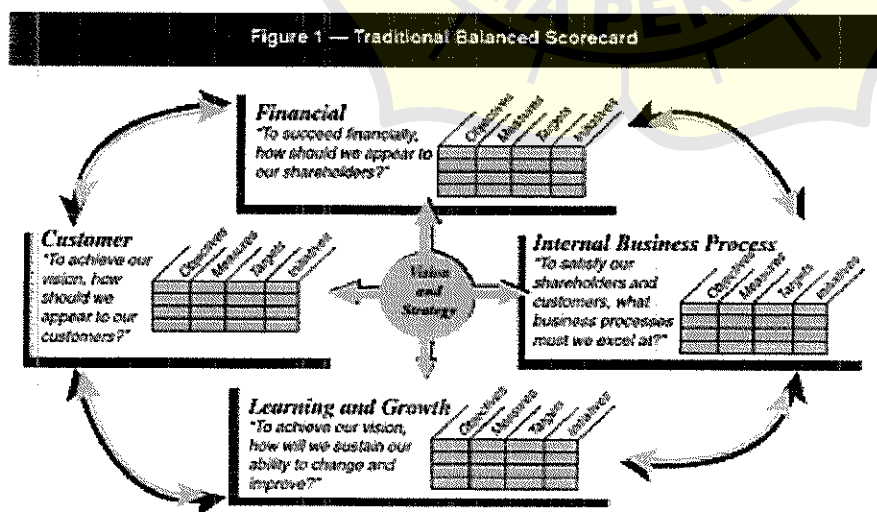 Figure 1 — Traditional Balanced Scorecard
Financial
"To succeed financially,
how should we appear to
our shareholders?"
Objectives
Measures
Targets
Initiatives
Customer
"To achieve our
vision, how
should we
appear to our
customers?"
Objectives
Measures
Targets
Initiatives
Vision
and
Strategy
Internal Business Process
"To satisfy our
shareholders and
customers, what
business processes
must we excel at?"
Objectives
Measures
Targets
Initiatives
Learning and Growth
"To achieve our vision,
how will we sustain our
ability to change and
improve?"
Objectives
Measures
Targets
Initiatives